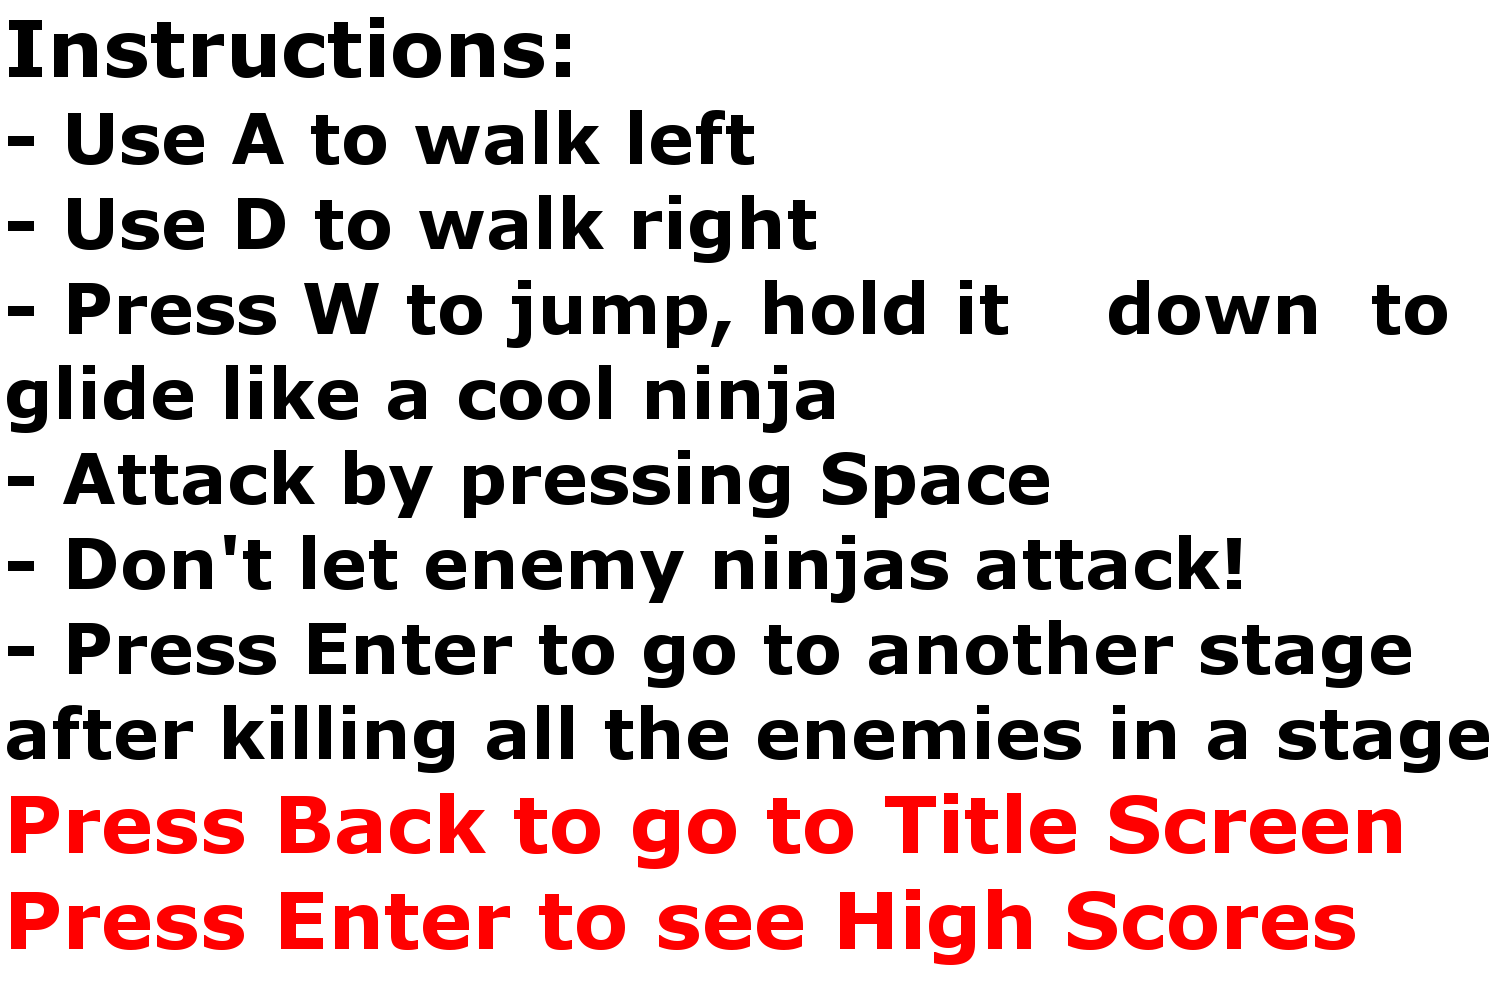 Instructions:
- Use A to walk left
- Use D to walk right
- Press W to jump, hold it    down  to
glide like a cool ninja
- Attack by pressing Space
- Don't let enemy ninjas attack!
- Press Enter to go to another stage
after killing all the enemies in a stage
Press Back to go to Title Screen
Press Enter to see High Scores